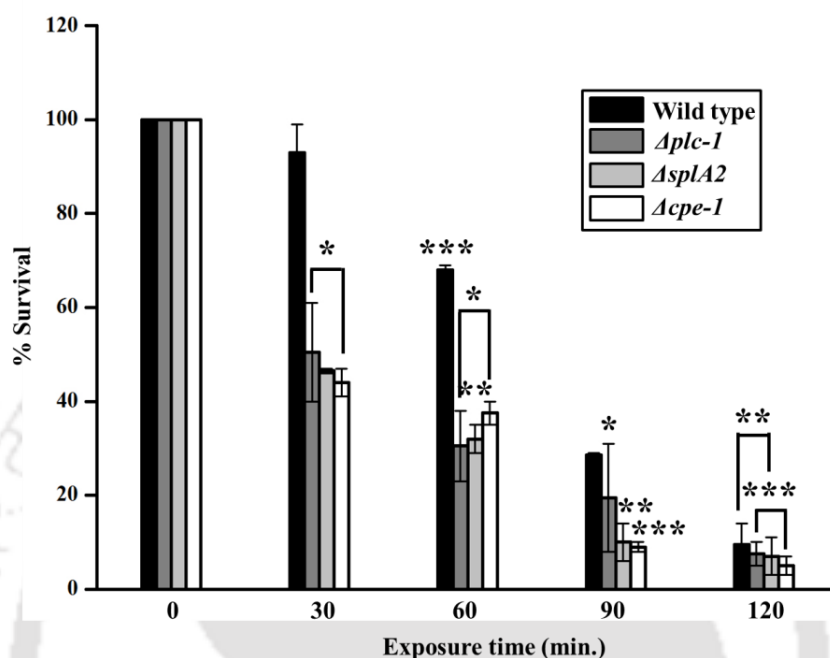 120
100
80
60
40
20
0
% Survival
Wild type
Δplc-1
ΔsplA2
Δcpe-1
*
***
*
**
*
**
***
**
***
0 30 60 90 120
Exposure time (min.)